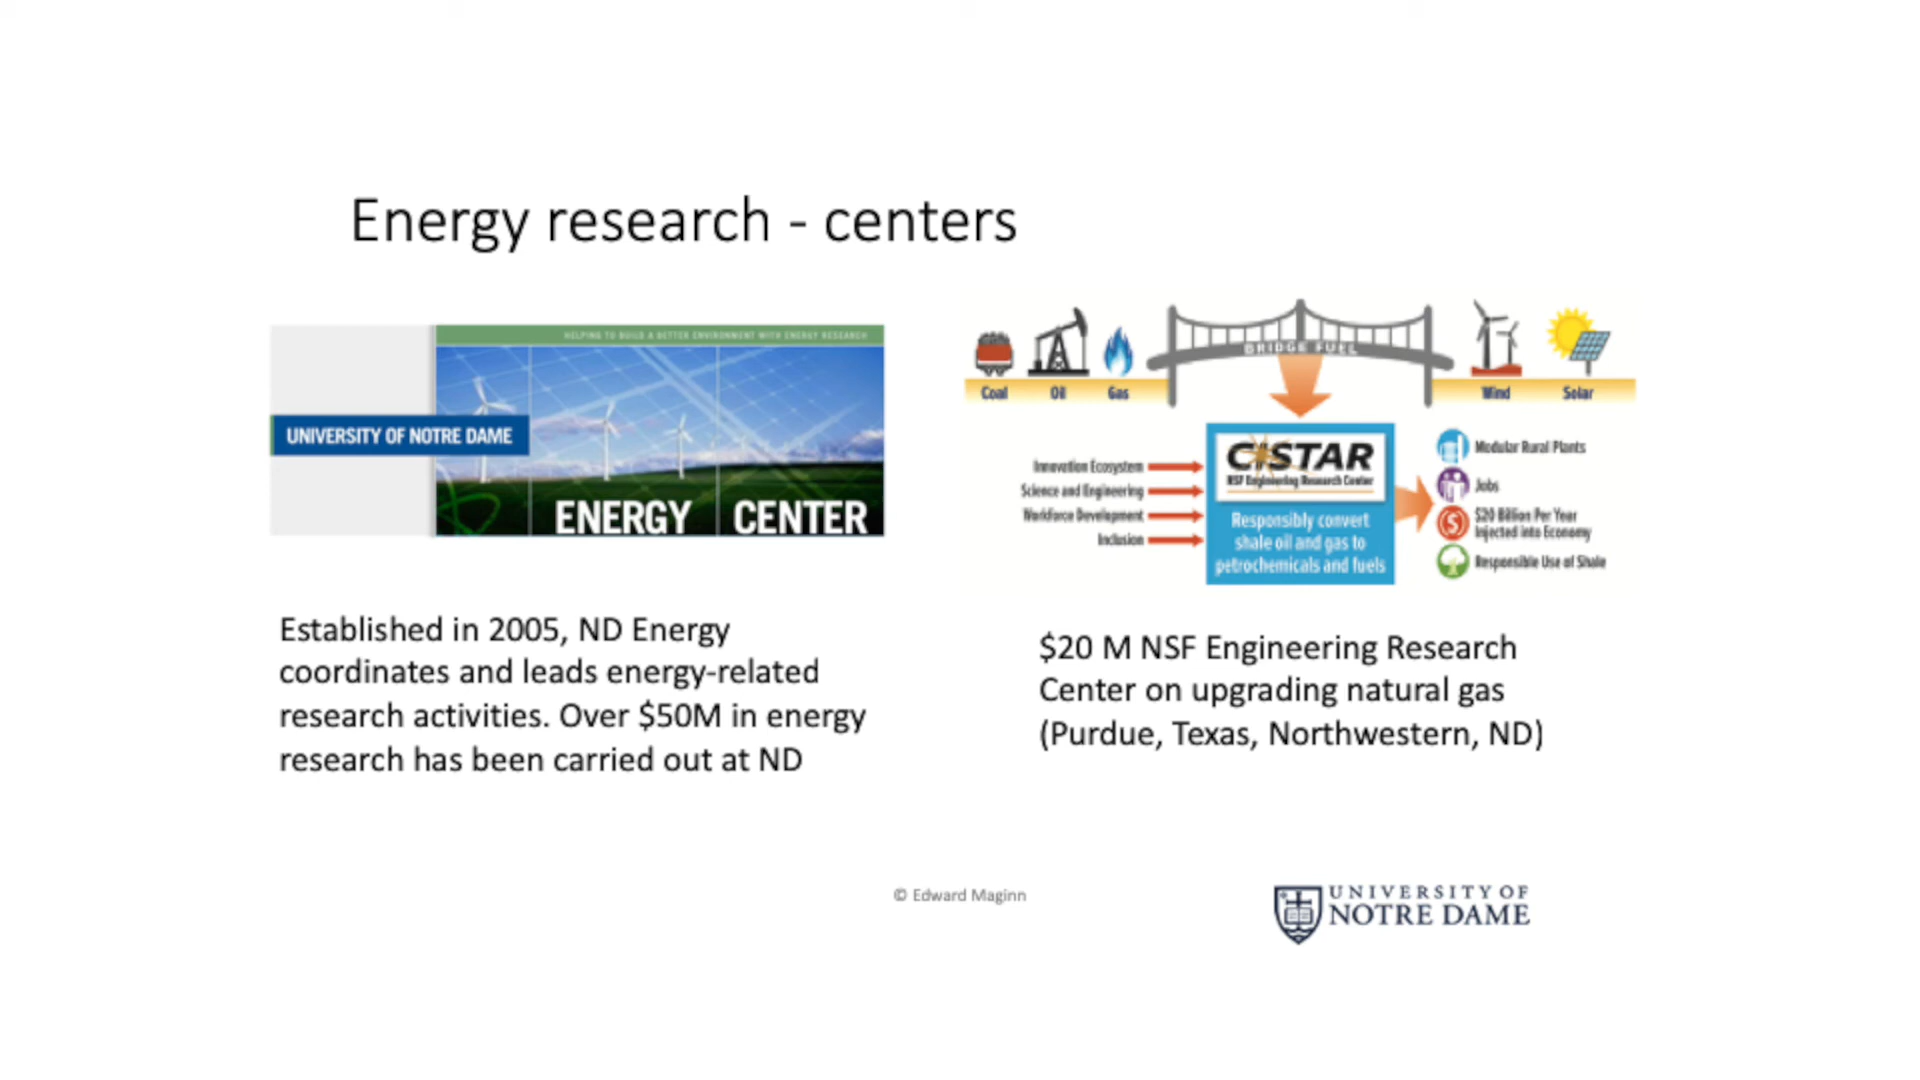 Energy research - centers
HELPING TO BUILD A BETTER ENVIRONMENT WITH ENERGY RESEARCH
UNIVERSITY OF NOTRE DAME
ENERGY CENTER
Established in 2005, ND Energy
coordinates and leads energy-related
research activities. Over $50M in energy
research has been carried out at ND
BRIDGE FUEL
Coal Oil Gas Wind Solar
Innovation Ecosystem
Science and Engineering
Workforce Development
Inclusion
CISTAR
NSF Engineering Research Center
Responsibly convert
shale oil and gas to
petrochemicals and fuels
Modular Rural Plants
Jobs
$20 Billion Per Year
Injected into Economy
Responsible Use of Shale
$20 M NSF Engineering Research
Center on upgrading natural gas
(Purdue, Texas, Northwestern, ND)
© Edward Maginn
UNIVERSITY OF
NOTRE DAME